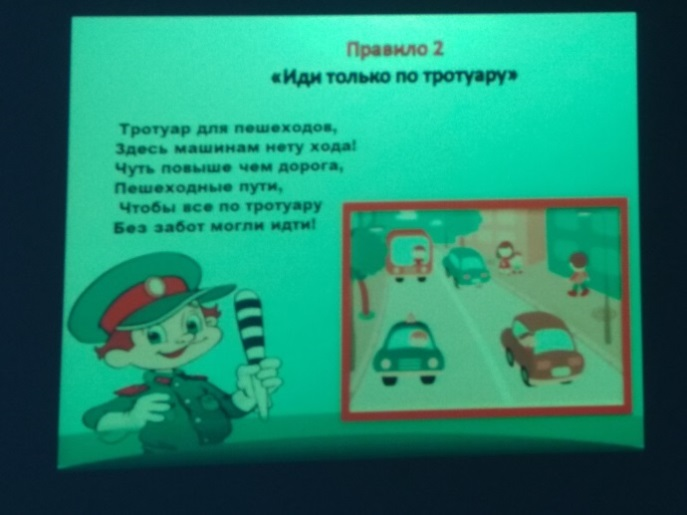 Правило 2
«Иди только по тротуару»
Тротуар для пешеходов,
Здесь машинам нету хода!
Чуть повыше чем дорога,
Пешеходные пути,
Чтобы все по тротуару
Без забот могли идти!